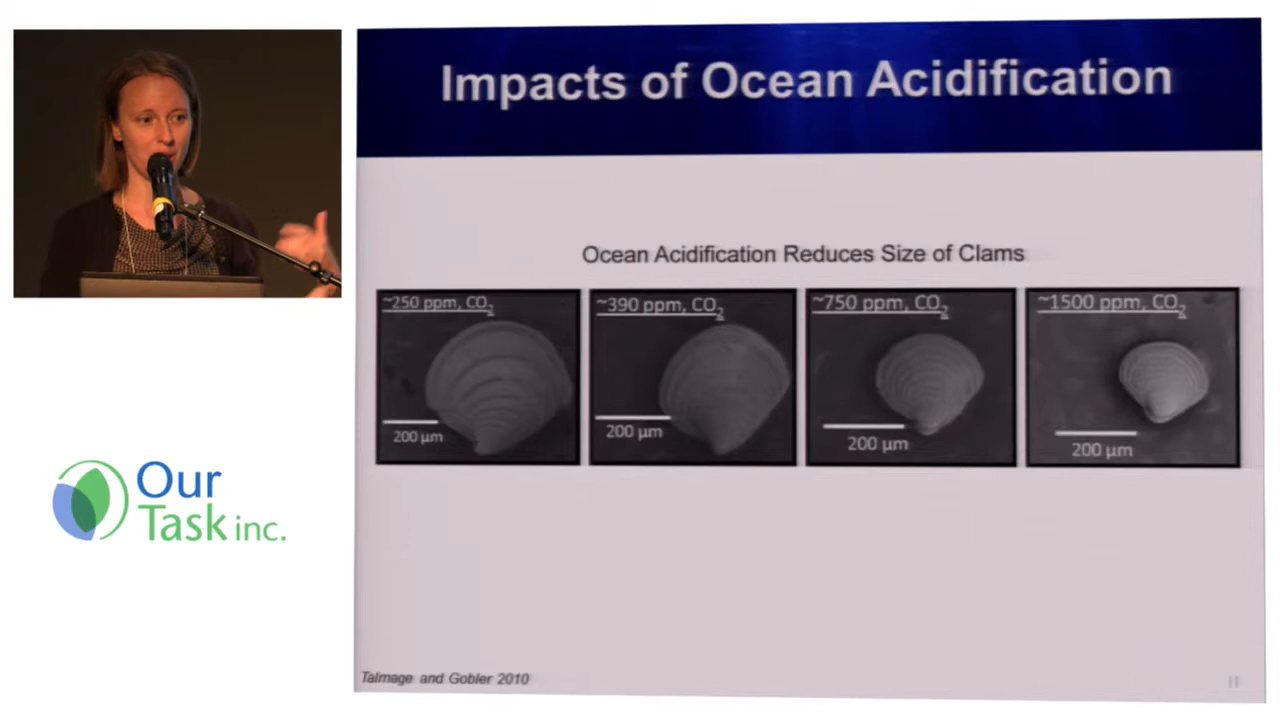 Impacts of Ocean Acidification
Ocean Acidification Reduces Size of Clams
~250 ppm, CO2
~390 ppm, CO2
~750 ppm, CO2
~1500 ppm, CO2
200 µm
200 µm
200 µm
200 µm
Our
Task inc.
Talmage and Gobler 2010